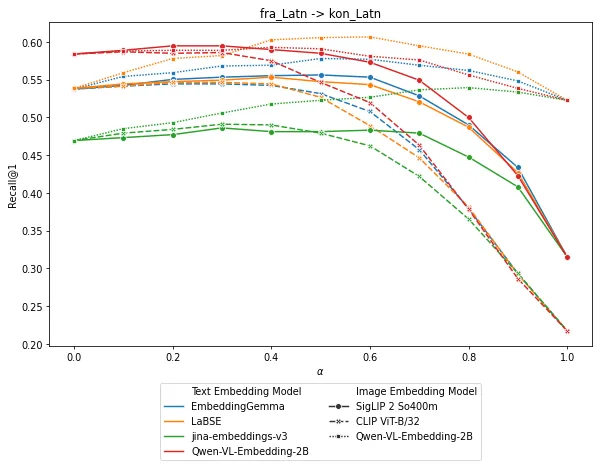 fra_Latn -> kon_Latn
Recall@1
0.60
0.55
0.50
0.45
0.40
0.35
0.30
0.25
0.20
0.0 0.2 0.4 0.6 0.8 1.0
α
Text Embedding Model Image Embedding Model
EmbeddingGemma SigLIP 2 So400m
LaBSE CLIP ViT-B/32
jina-embeddings-v3 Qwen-VL-Embedding-2B
Qwen-VL-Embedding-2B